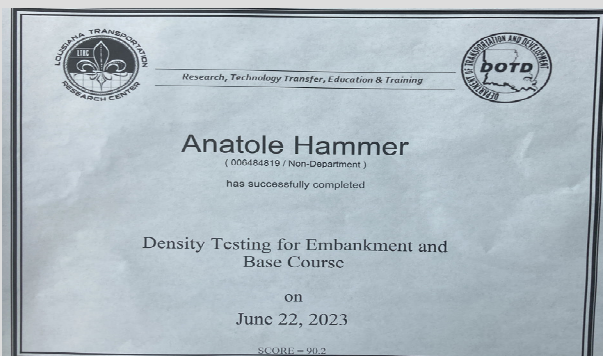 LOUISIANA TRANSPORTATION
LTRC
RESEARCH CENTER
Research, Technology Transfer, Education & Training
DEPARTMENT OF TRANSPORTATION AND DEVELOPMENT
DOTD
Anatole Hammer
( 006484819 / Non-Department )
has successfully completed
Density Testing for Embankment and
Base Course
on
June 22, 2023
SCORE = 90.2